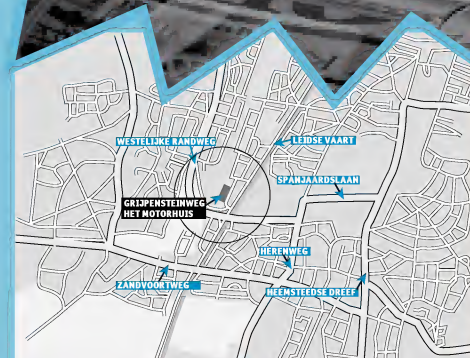 WESTELIJKE RANDWEG
LEIDSE VAART
SPANJAARDSLAAN
GRIJPENSTEINWEG
HET MOTORHUIS
HERENWEG
ZANDVOORTWEG
HEEMSTEEDSE DREEF